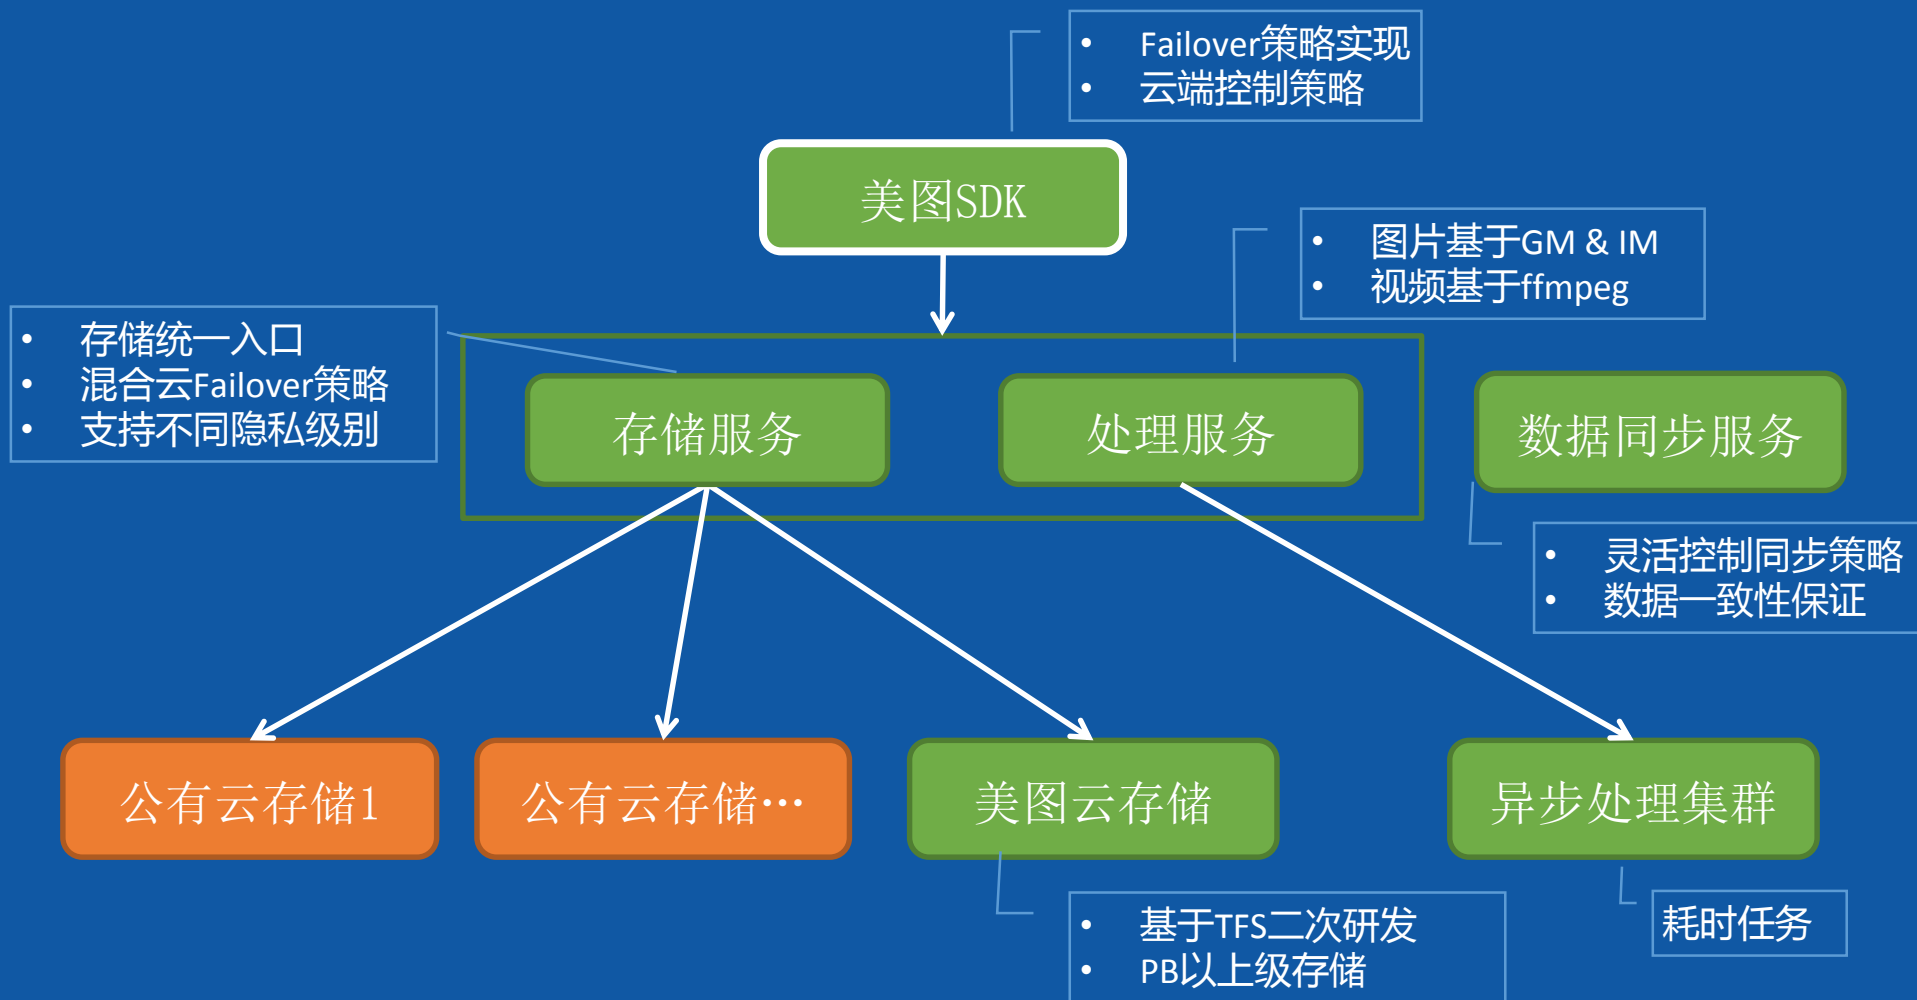 • Failover策略实现
• 云端控制策略
美图SDK
• 图片基于GM & IM
• 视频基于ffmpeg
• 存储统一入口
• 混合云Failover策略
• 支持不同隐私级别
存储服务
处理服务
数据同步服务
• 灵活控制同步策略
• 数据一致性保证
公有云存储1
公有云存储…
美图云存储
异步处理集群
• 基于TFS二次研发
• PB以上级存储
耗时任务